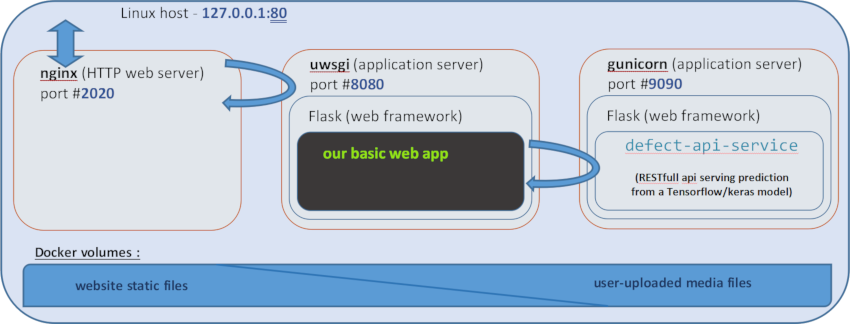 Linux host - 127.0.0.1:80
nginx (HTTP web server)
port #2020
uwsgi (application server)
port #8080
Flask (web framework)
our basic web app
gunicorn (application server)
port #9090
Flask (web framework)
defect-api-service
(RESTfull api serving prediction
from a Tensorflow/keras model)
Docker volumes :
website static files
user-uploaded media files